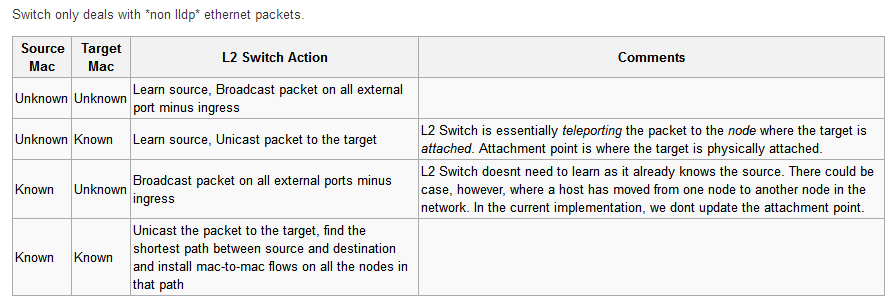 Switch only deals with *non lldp* ethernet packets.
Source Mac
Target Mac
L2 Switch Action
Comments
Unknown
Unknown
Learn source, Broadcast packet on all external
port minus ingress
Unknown
Known
Learn source, Unicast packet to the target
L2 Switch is essentially teleporting the packet to the node where the target is
attached. Attachment point is where the target is physically attached.
Known
Unknown
Broadcast packet on all external ports minus
ingress
L2 Switch doesnt need to learn as it already knows the source. There could be
case, however, where a host has moved from one node to another node in the
network. In the current implementation, we dont update the attachment point.
Known
Known
Unicast the packet to the target, find the
shortest path between source and destination
and install mac-to-mac flows on all the nodes in
that path